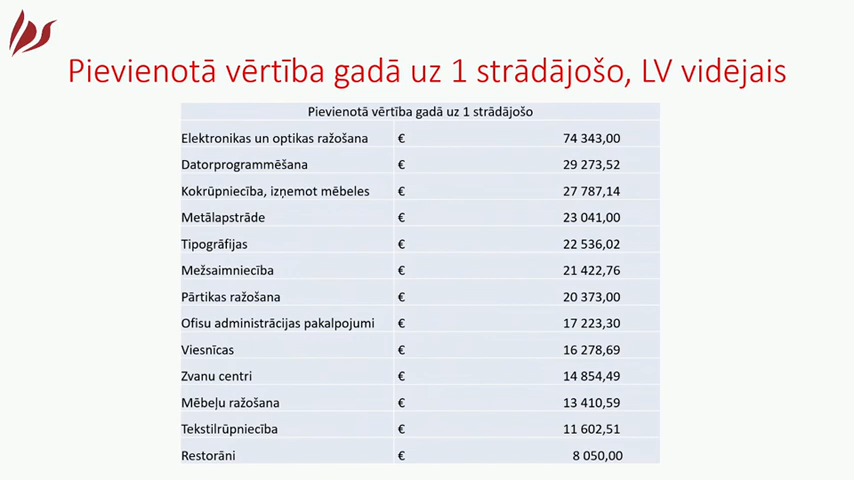 Pievienotā vērtība gadā uz 1 strādājošo, LV vidējais
Pievienotā vērtība gadā uz 1 strādājošo
Elektronikas un optikas ražošana € 74 343,00
Datorprogrammēšana € 29 273,52
Kokrūpniecība, izņemot mēbeles € 27 787,14
Metālapstrāde € 23 041,00
Tipogrāfijas € 22 536,02
Mežsaimniecība € 21 422,76
Pārtikas ražošana € 20 373,00
Ofisu administrācijas pakalpojumi € 17 223,30
Viesnīcas € 16 278,69
Zvanu centri € 14 854,49
Mēbeļu ražošana € 13 410,59
Tekstilrūpniecība € 11 602,51
Restorāni € 8 050,00